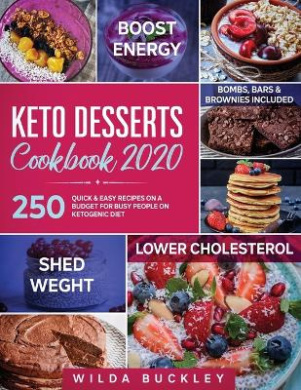 BOOST
ENERGY
BOMBS, BARS &
BROWNIES INCLUDED
KETO DESSERTS
Cookbook 2020
250
QUICK & EASY RECIPES ON A
BUDGET FOR BUSY PEOPLE ON
KETOGENIC DIET
LOWER CHOLESTEROL
SHED
WEGHT
WILDA BUCKLEY